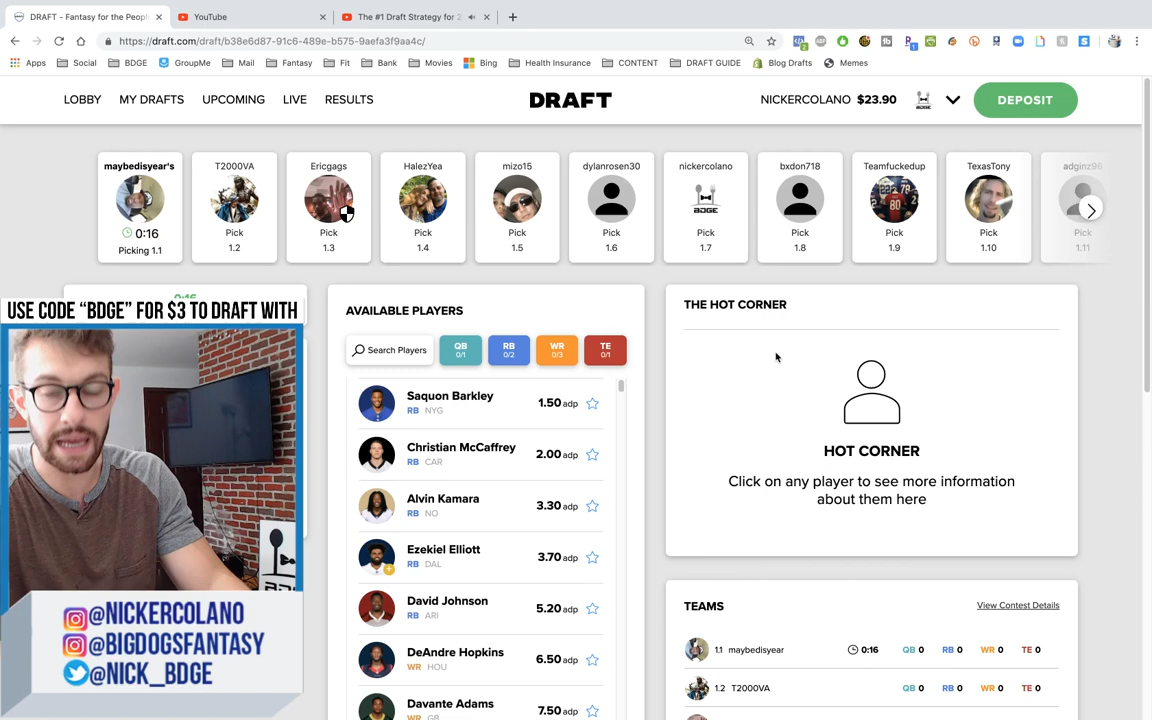 DRAFT - Fantasy for the People
YouTube
The #1 Draft Strategy for 2
https://draft.com/draft/b38e6d87-91c6-489e-b575-9aefa3f9aa4c/
Apps Social BDGE GroupMe Mail Fantasy Fit Bank Movies Bing Health Insurance CONTENT DRAFT GUIDE Blog Drafts Memes
LOBBY MY DRAFTS UPCOMING LIVE RESULTS DRAFT NICKERCOLANO $23.90 DEPOSIT
maybedisyear's T2000VA Ericgags HalezYea mizo15 dylanrosen30 nickercolano bxdon718 Teamfuckedup TexasTony adginz96
BDGE
0:16 Pick Pick Pick Pick Pick Pick Pick Pick Pick Pick
Picking 1.1 1.2 1.3 1.4 1.5 1.6 1.7 1.8 1.9 1.10 1.11
0:16
USE CODE “BDGE” FOR $3 TO DRAFT WITH
@NICKERCOLANO
@BIGDOGSFANTASY
@NICK_BDGE
AVAILABLE PLAYERS
Search Players
QB 0/1
RB 0/2
WR 0/3
TE 0/1
Saquon Barkley
RB NYG
1.50 adp
Christian McCaffrey
RB CAR
2.00 adp
Alvin Kamara
RB NO
3.30 adp
Ezekiel Elliott
RB DAL
3.70 adp
David Johnson
RB ARI
5.20 adp
DeAndre Hopkins
WR HOU
6.50 adp
Davante Adams
WR GB
7.50 adp
THE HOT CORNER
HOT CORNER
Click on any player to see more information
about them here
TEAMS View Contest Details
1.1 maybedisyear 0:16 QB 0 RB 0 WR 0 TE 0
1.2 T2000VA QB 0 RB 0 WR 0 TE 0